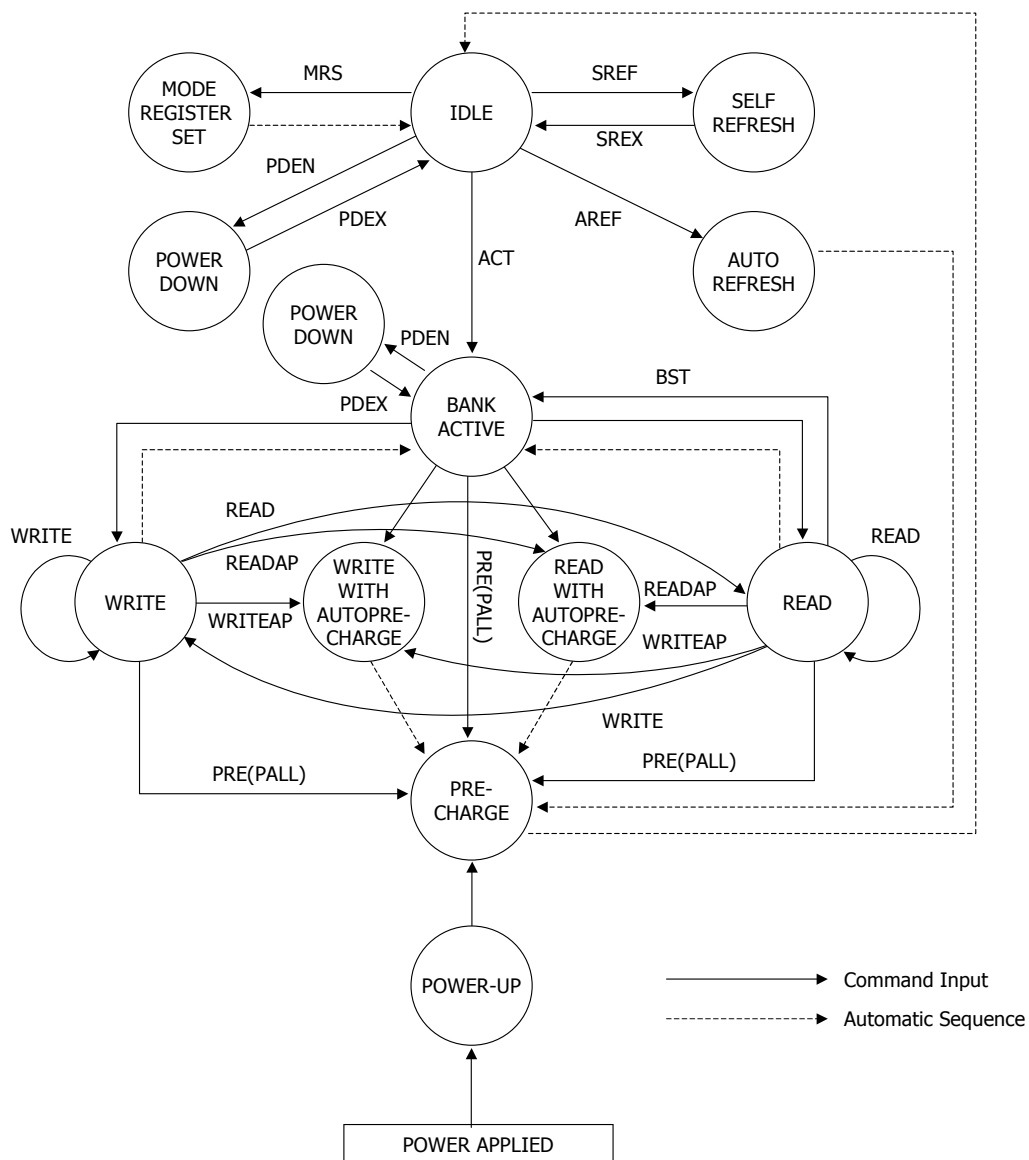 MRS
SREF
MODE
REGISTER
SET
IDLE
SELF
REFRESH
SREX
PDEN
PDEX
AREF
POWER
DOWN
ACT
AUTO
REFRESH
POWER
DOWN
PDEN
PDEX
BST
BANK
ACTIVE
READ
WRITE
READ
READAP
WRITE
WRITE
WITH
AUTOPRE-
CHARGE
PRE(PALL)
READ
WITH
AUTOPRE-
CHARGE
READAP
READ
WRITEAP
WRITEAP
WRITE
PRE(PALL)
PRE(PALL)
PRE-
CHARGE
POWER-UP
Command Input
Automatic Sequence
POWER APPLIED